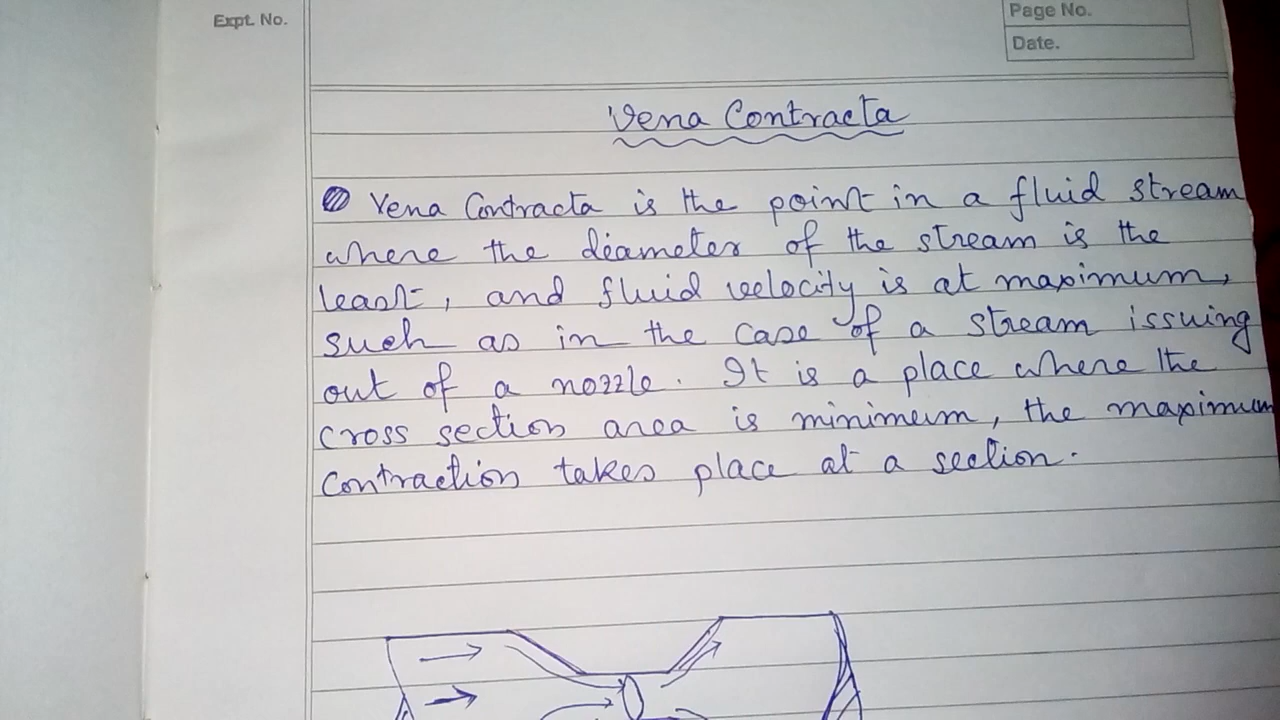 Expt. No.
Page No.
Date.
Vena Contracta
Vena Contracta is the point in a fluid stream
where the diameter of the stream is the
least, and fluid velocity is at maximum,
such as in the case of a stream issuing
out of a nozzle. It is a place where the
cross section area is minimum, the maximum
contraction takes place at a section.